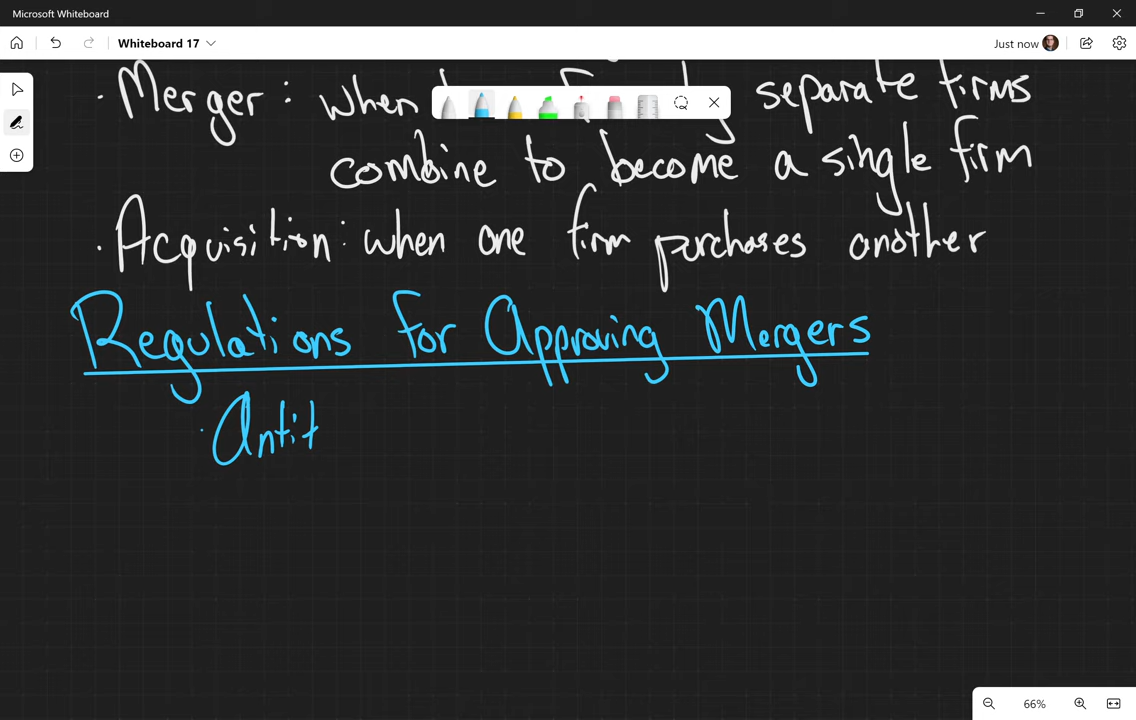 Microsoft Whiteboard
Whiteboard 17
Just now
· Merger: when separate firms
combine to become a single firm
· Acquisition: when one firm purchases another
Regulations for Approving Mergers
· Antit
66%